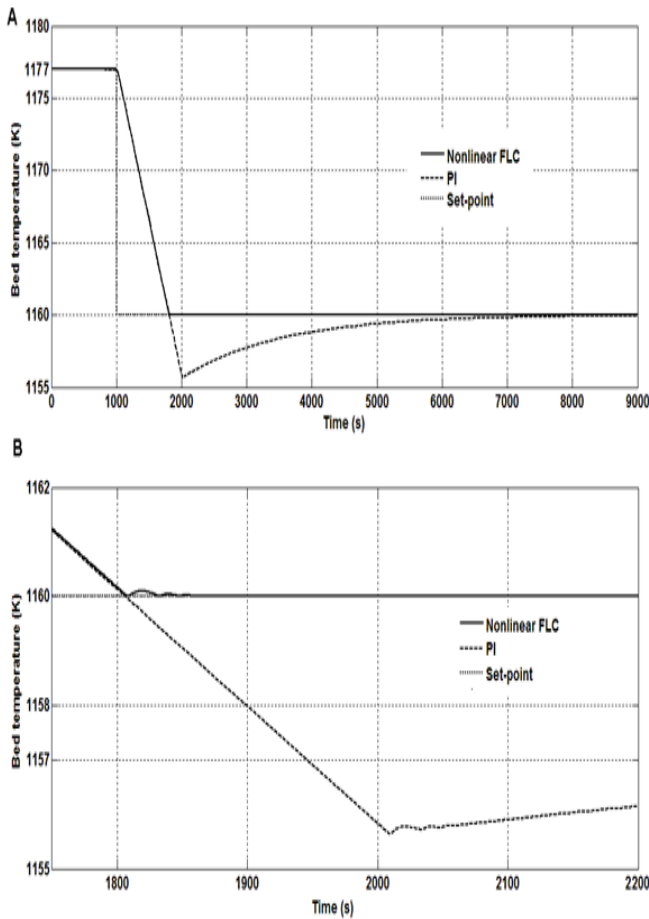 A
Bed temperature (K)
1180
1177
1175
1170
1165
1160
1155
Nonlinear FLC
PI
Set-point
0 1000 2000 3000 4000 5000 6000 7000 8000 9000
Time (s)
B
Bed temperature (K)
1162
1160
1158
1157
1155
Nonlinear FLC
PI
Set-point
1800 1900 2000 2100 2200
Time (s)